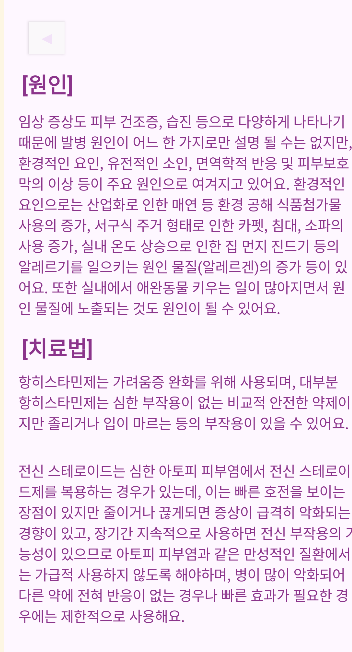 [원인]
임상 증상도 피부 건조증, 습진 등으로 다양하게 나타나기
때문에 발병 원인이 어느 한 가지로만 설명 될 수는 없지만,
환경적인 요인, 유전적인 소인, 면역학적 반응 및 피부보호
막의 이상 등이 주요 원인으로 여겨지고 있어요. 환경적인
요인으로는 산업화로 인한 매연 등 환경 공해 식품첨가물
사용의 증가, 서구식 주거 형태로 인한 카펫, 침대, 소파의
사용 증가, 실내 온도 상승으로 인한 집 먼지 진드기 등의
알레르기를 일으키는 원인 물질(알레르겐)의 증가 등이 있
어요. 또한 실내에서 애완동물 키우는 일이 많아지면서 원
인 물질에 노출되는 것도 원인이 될 수 있어요.
[치료법]
항히스타민제는 가려움증 완화를 위해 사용되며, 대부분
항히스타민제는 심한 부작용이 없는 비교적 안전한 약제이
지만 졸리거나 입이 마르는 등의 부작용이 있을 수 있어요.
전신 스테로이드는 심한 아토피 피부염에서 전신 스테로이
드제를 복용하는 경우가 있는데, 이는 빠른 호전을 보이는
장점이 있지만 줄이거나 끊게되면 증상이 급격히 악화되는
경향이 있고, 장기간 지속적으로 사용하면 전신 부작용의 가
능성이 있으므로 아토피 피부염과 같은 만성적인 질환에서
는 가급적 사용하지 않도록 해야하며, 병이 많이 악화되어
다른 약에 전혀 반응이 없는 경우나 빠른 효과가 필요한 경
우에는 제한적으로 사용해요.